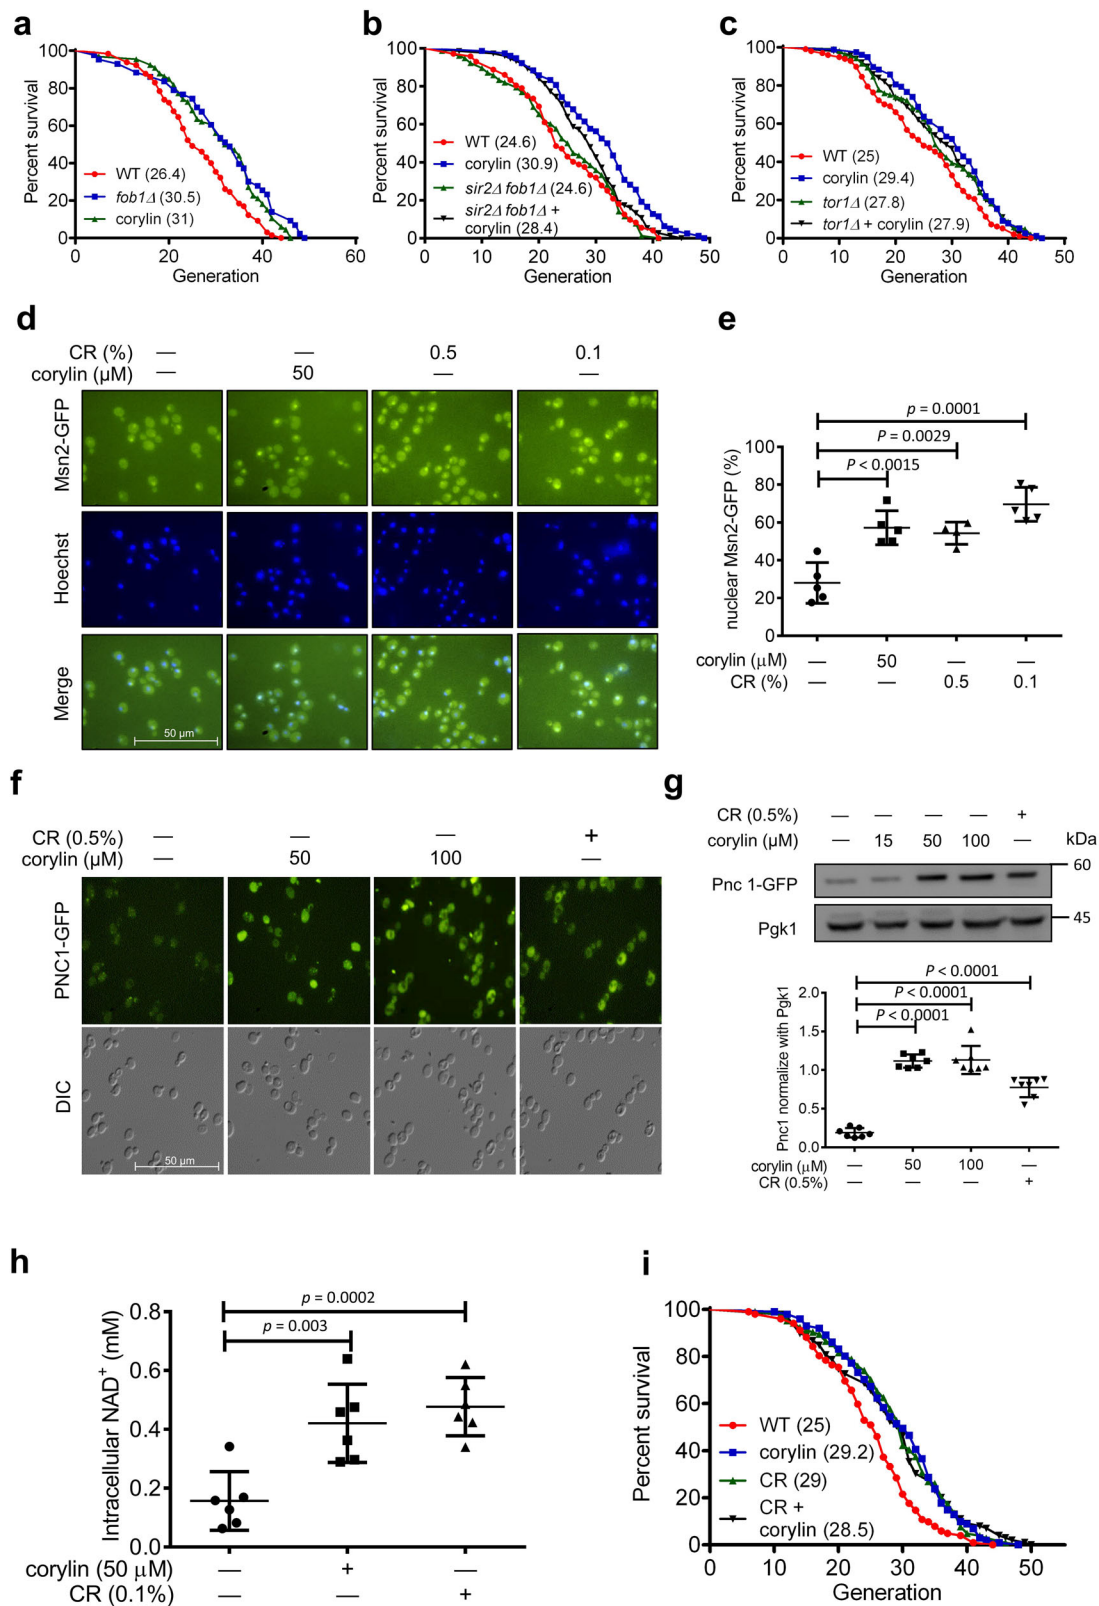 a
Percent survival
100
80
60
40
20
0
WT (26.4)
fob1Δ (30.5)
corylin (31)
0 20 40 60
Generation
b
Percent survival
100
80
60
40
20
0
WT (24.6)
corylin (30.9)
sir2Δ fob1Δ (24.6)
sir2Δ fob1Δ +
corylin (28.4)
0 10 20 30 40 50
Generation
c
Percent survival
100
80
60
40
20
0
WT (25)
corylin (29.4)
tor1Δ (27.8)
tor1Δ + corylin (27.9)
0 10 20 30 40 50
Generation
d
CR (%) — — 0.5 0.1
corylin (µM) — 50 — —
Msn2-GFP
Hoechst
Merge
50 µm
e
p = 0.0001
P = 0.0029
P < 0.0015
nuclear Msn2-GFP (%)
100
80
60
40
20
0
corylin (µM) — 50 — —
CR (%) — — 0.5 0.1
f
CR (0.5%) — — — +
corylin (µM) — 50 100 —
PNC1-GFP
DIC
50 µm
g
CR (0.5%) — — — — +
corylin (µM) — 15 50 100 — kDa
Pnc 1-GFP 60
Pgk1 45
P < 0.0001
P < 0.0001
P < 0.0001
Pnc1 normalize with Pgk1
2.0
1.5
1.0
0.5
0.0
corylin (µM) — 50 100 —
CR (0.5%) — — — +
h
p = 0.0002
p = 0.003
Intracellular NAD+ (mM)
0.8
0.6
0.4
0.2
0.0
corylin (50 µM) — + —
CR (0.1%) — — +
i
Percent survival
100
80
60
40
20
0
WT (25)
corylin (29.2)
CR (29)
CR +
corylin (28.5)
0 10 20 30 40 50
Generation